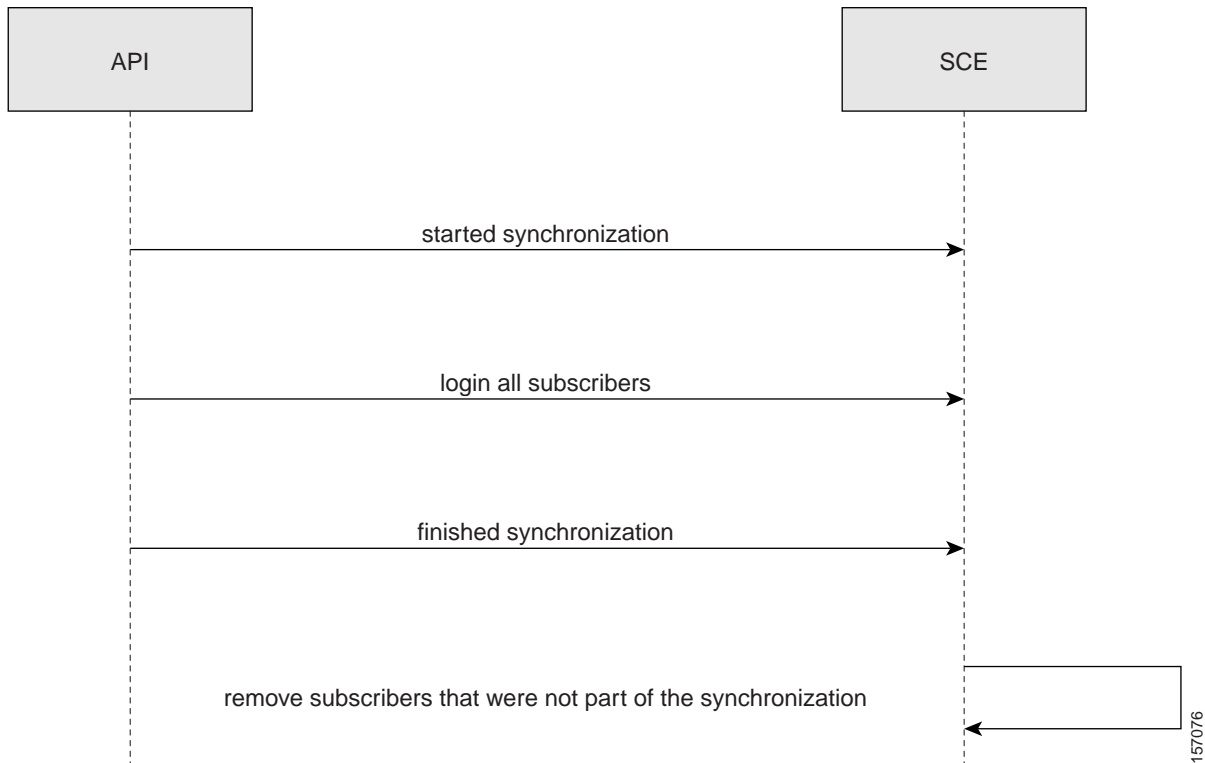 API
SCE
started synchronization
login all subscribers
finished synchronization
remove subscribers that were not part of the synchronization
157076